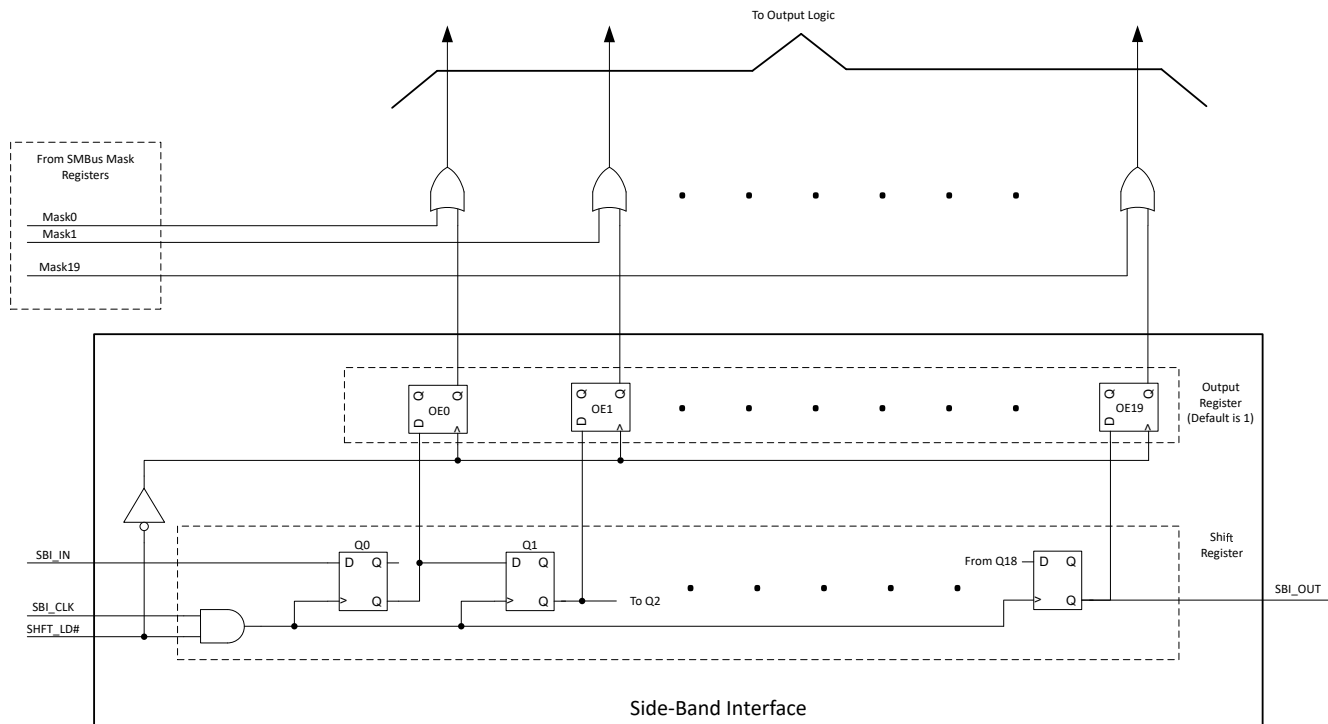 To Output Logic
From SMBus Mask
Registers
Mask0
Mask1
Mask19
Q Q
OE0
D >
Q Q
OE1
D >
Q Q
OE19
D >
Output
Register
(Default is 1)
Q0
Q1
Shift
Register
SBI_IN
D Q
D Q
From Q18
D Q
SBI_CLK
> Q
> Q
To Q2
> Q
SBI_OUT
SHFT_LD#
Side-Band Interface